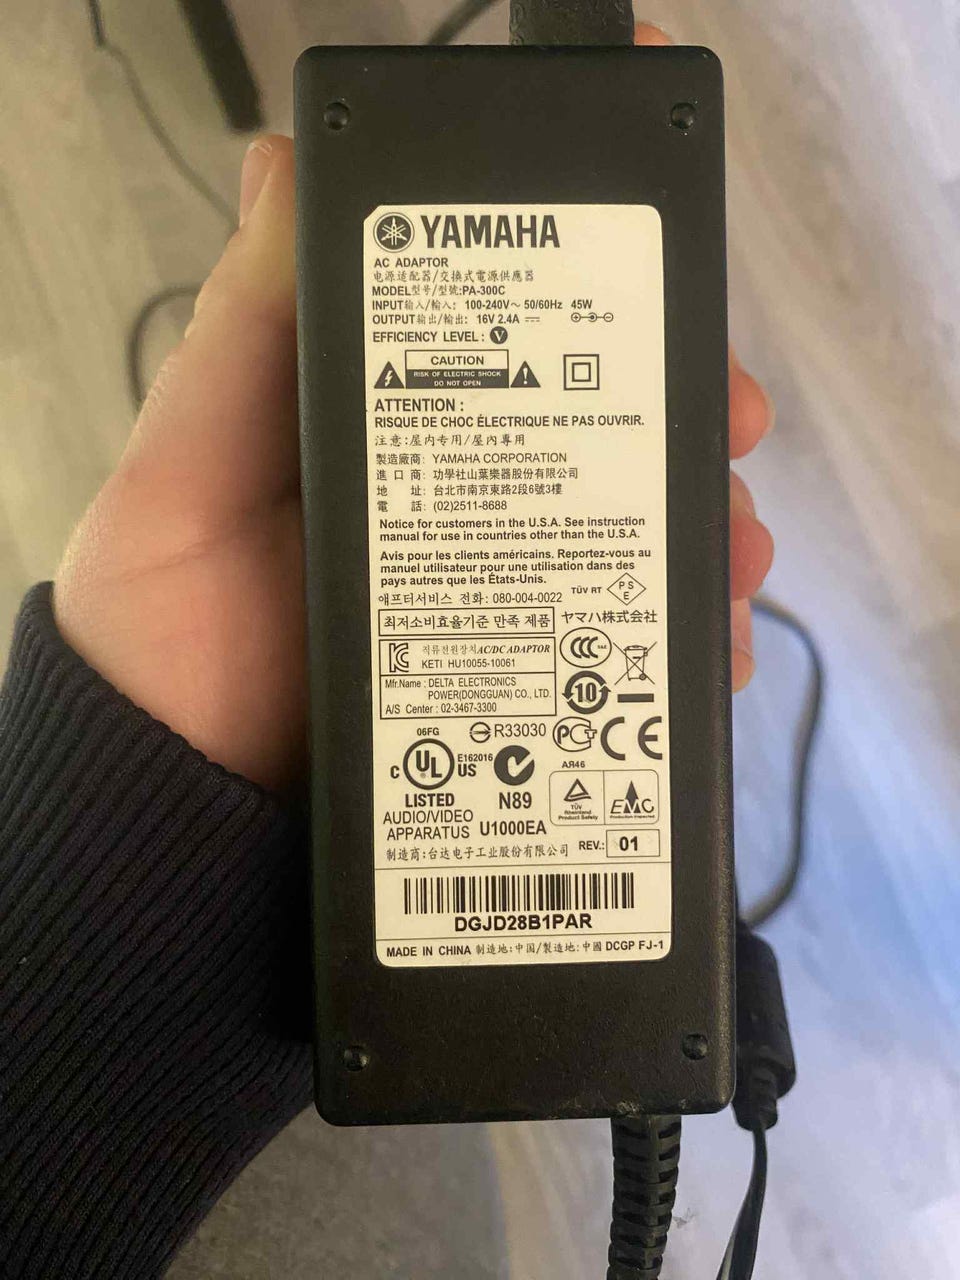 YAMAHA
AC ADAPTOR
电源适配器/交換式電源供應器
MODEL型号/型號:PA-300C
INPUT输入/輸入: 100-240V～ 50/60Hz 45W
OUTPUT输出/輸出: 16V 2.4A
EFFICIENCY LEVEL : V
CAUTION
RISK OF ELECTRIC SHOCK
DO NOT OPEN
ATTENTION :
RISQUE DE CHOC ÉLECTRIQUE NE PAS OUVRIR.
注意:屋内专用/屋內專用
製造廠商: YAMAHA CORPORATION
進口商: 功學社山葉樂器股份有限公司
地址: 台北市南京東路2段6號3樓
電話: (02)2511-8688
Notice for customers in the U.S.A. See instruction
manual for use in countries other than the U.S.A.
Avis pour les clients américains. Reportez-vous au
manuel utilisateur pour une utilisation dans des
pays autres que les États-Unis.
애프터서비스 전화: 080-004-0022 TÜV RT PSE
최저소비효율기준 만족 제품 ヤマハ株式会社
직류전원장치AC/DC ADAPTOR
KETI HU10055-10061
CCC S&E
Mfr.Name : DELTA ELECTRONICS
POWER(DONGGUAN) CO., LTD.
A/S Center : 02-3467-3300
10
06FG
R33030
CE
C UL US
E162016
АЯ46
LISTED
AUDIO/VIDEO
APPARATUS
N89
U1000EA
TÜV
Rheinland
Product Safety
EMC
Production Inspected
制造商:台达电子工业股份有限公司 REV.: 01
DGJD28B1PAR
MADE IN CHINA 制造地:中国/製造地:中國 DCGP FJ-1